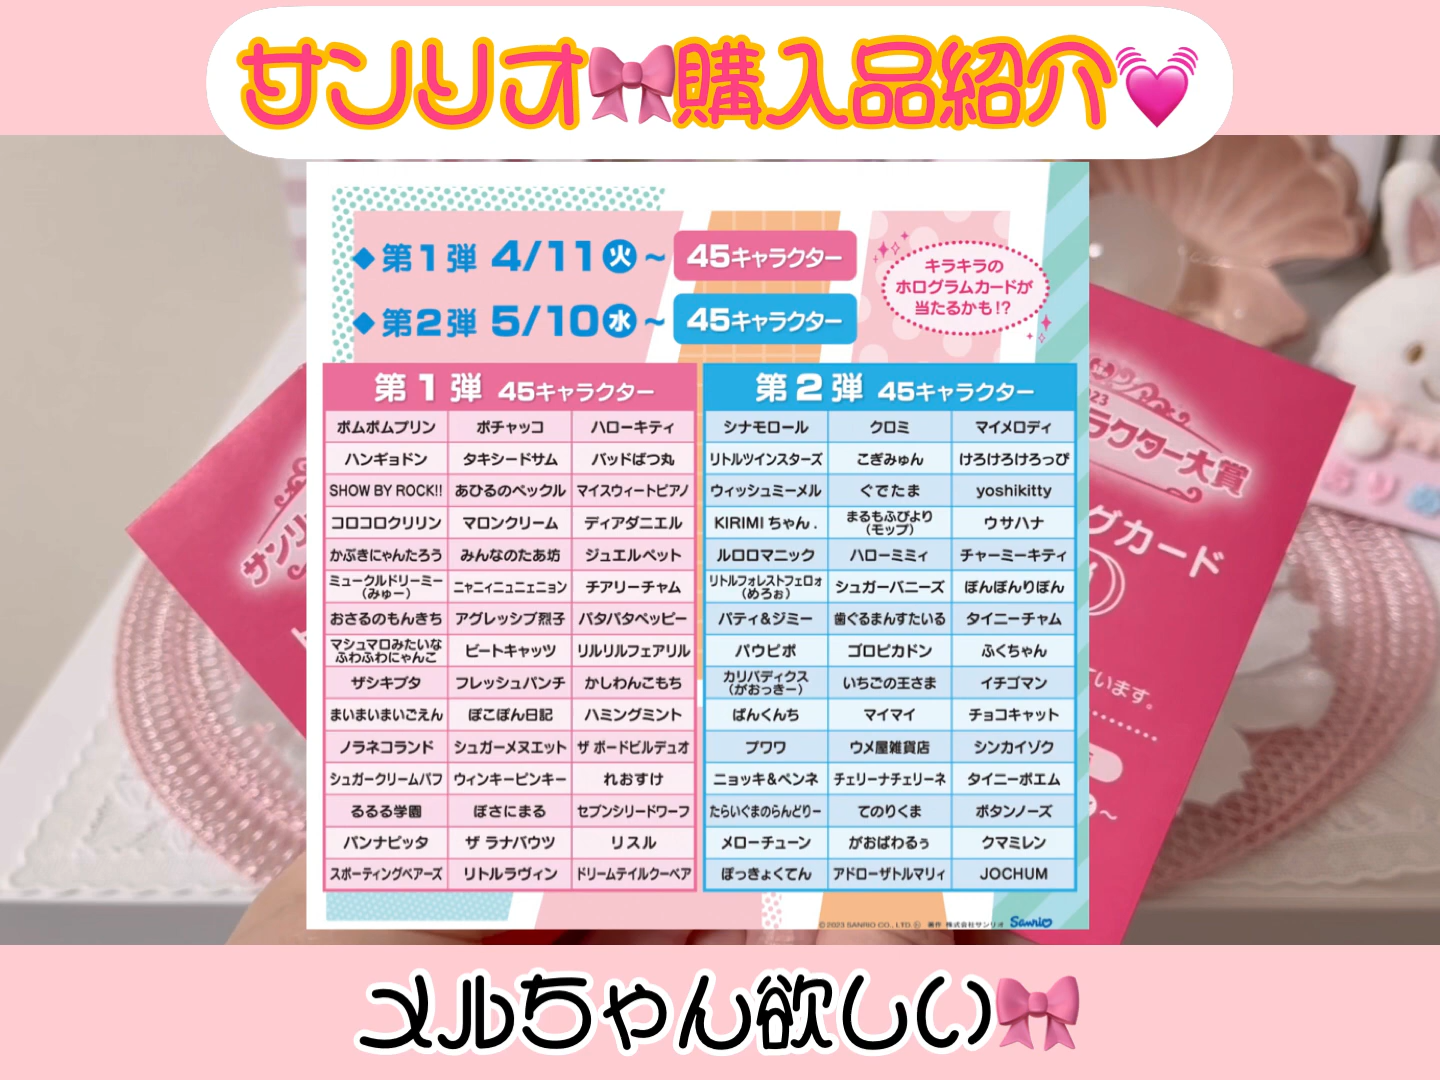 サンリオ🎀購入品紹介💓
◆第1弾 4/11㊋~ 45キャラクター
◆第2弾 5/10㊌~ 45キャラクター
キラキラの
ホログラムカードが
当たるかも!?
第1弾 45キャラクター
ポムポムプリン ポチャッコ ハローキティ
ハンギョドン タキシードサム バッドばつ丸
SHOW BY ROCK!! あひるのペックル マイスウィートピアノ
コロコロクリリン マロンクリーム ディアダニエル
かぶきにゃんたろう みんなのたあ坊 ジュエルペット
ミュークルドリーミー
(みゅー) ニャニィニュニェニョン チアリーチャム
おさるのもんきち アグレッシブ烈子 パタパタペッピー
マシュマロみたいな
ふわふわにゃんこ ビートキャッツ リルリルフェアリル
ザシキブタ フレッシュパンチ かしわんこもち
まいまいまいごえん ぽこぽん日記 ハミングミント
ノラネコランド シュガーメヌエット ザ ボードビルデュオ
シュガークリームパフ ウィンキーピンキー れおすけ
るるる学園 ぼさにまる セブンシリードワーフ
パンナピッタ ザ ラナバウツ リスル
スポーティングベアーズ リトルラヴィン ドリームテイルクーベア
第2弾 45キャラクター
シナモロール クロミ マイメロディ
リトルツインスターズ こぎみゅん けろけろけろっぴ
ウィッシュミーメル ぐでたま yoshikitty
KIRIMIちゃん. まるもふびより
(モップ) ウサハナ
ルロロマニック ハローミミィ チャーミーキティ
リトルフォレストフェロォ
(めろぉ) シュガーバニーズ ぼんぼんりぼん
パティ&ジミー 歯ぐるまんすたいる タイニーチャム
パウピポ ゴロピカドン ふくちゃん
カリパディクス
(がおっきー) いちごの王さま イチゴマン
ばんくんち マイマイ チョコキャット
プワワ ウメ屋雑貨店 シンカイゾク
ニョッキ&ペンネ チェリーナチェリーネ タイニーポエム
たらいぐまのらんどりー てのりくま ボタンノーズ
メローチューン がおぱわるぅ クマミレン
ぽっきょくてん アドローザトルマリィ JOCHUM
©2023 SANRIO CO., LTD. ⓒ 著作 株式会社サンリオ Sanrio
サンリ
23
ラクター大賞
グカード
います。
メルちゃん欲しい🎀